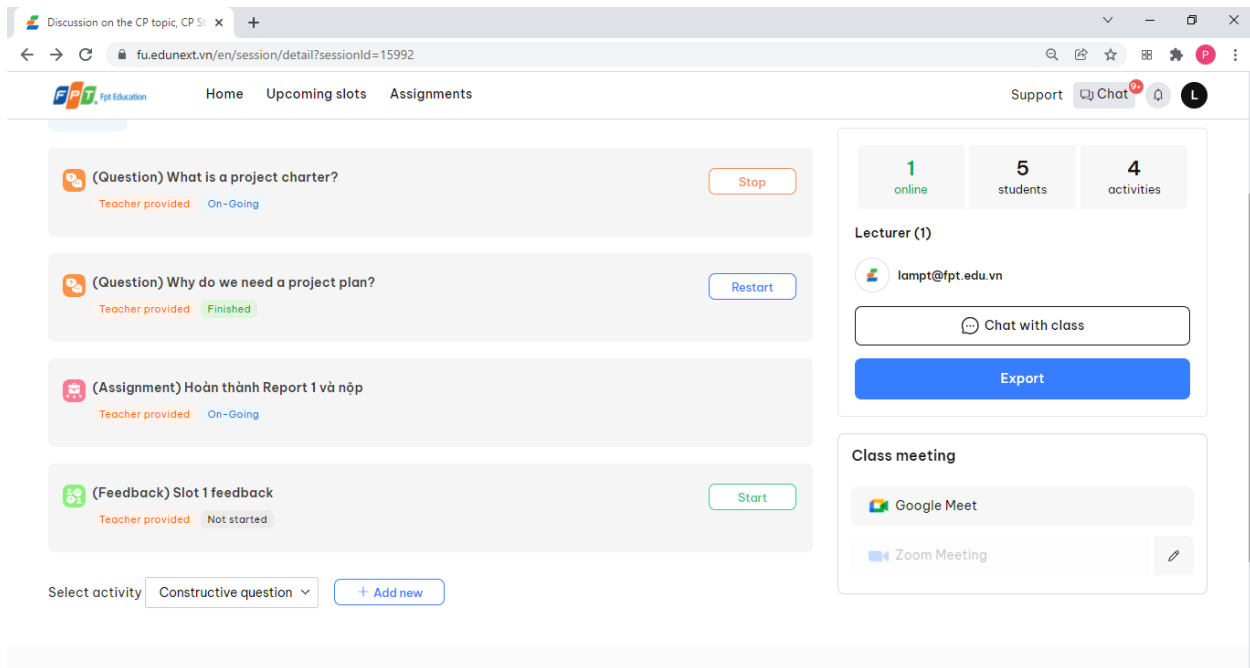 Discussion on the CP topic, CP St
fu.edunext.vn/en/session/detail?sessionId=15992
P
FPT Fpt Education
Home
Upcoming slots
Assignments
Support
Chat
9+
L
(Question) What is a project charter?
Teacher provided
On-Going
Stop
(Question) Why do we need a project plan?
Teacher provided
Finished
Restart
(Assignment) Hoàn thành Report 1 và nộp
Teacher provided
On-Going
(Feedback) Slot 1 feedback
Teacher provided
Not started
Start
Select activity
Constructive question
+ Add new
1
online
5
students
4
activities
Lecturer (1)
lampt@fpt.edu.vn
Chat with class
Export
Class meeting
Google Meet
Zoom Meeting